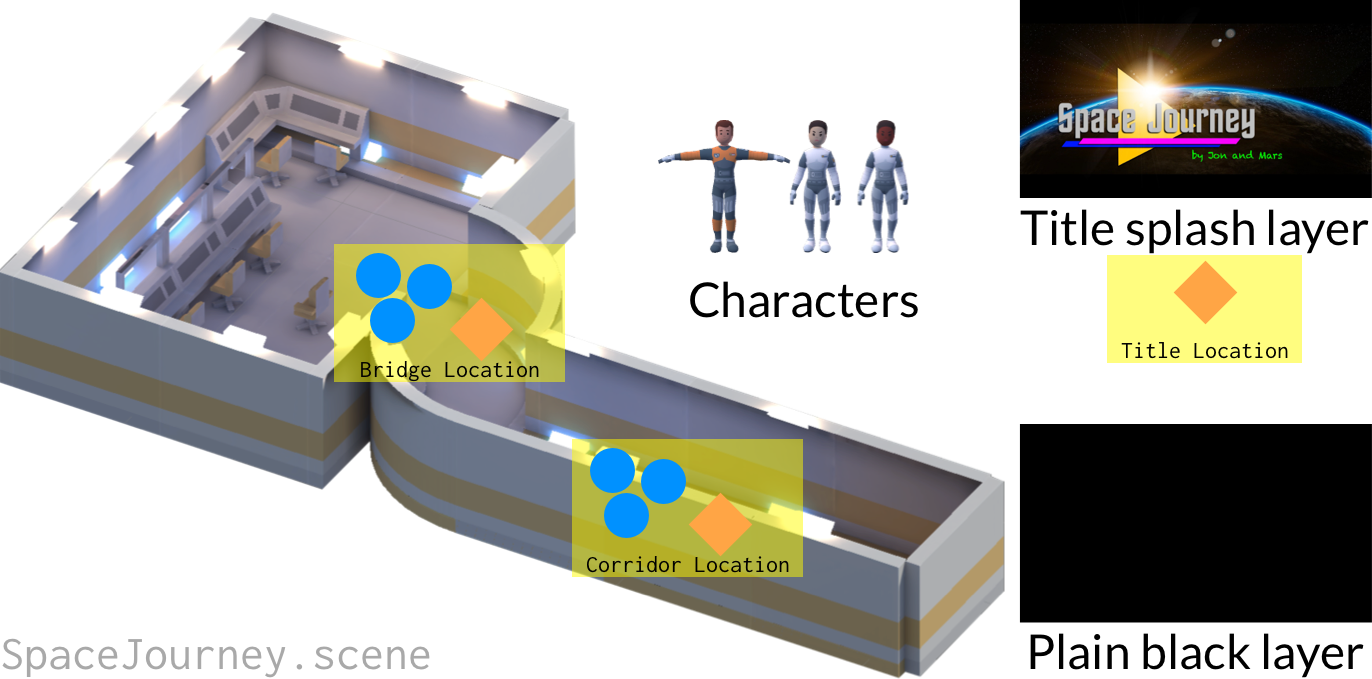 Space Journey
by Jon and Mars
Title splash layer
Characters
Title Location
Bridge Location
Corridor Location
SpaceJourney.scene
Plain black layer